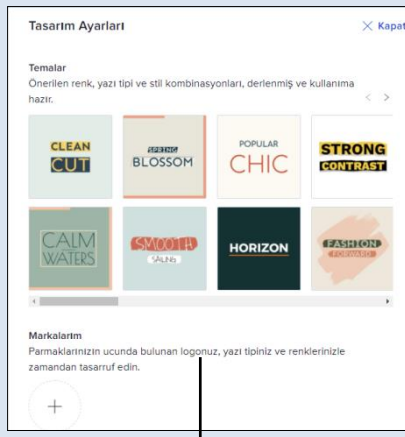 Tasarım Ayarları
× Kapat
Temalar
Önerilen renk, yazı tipi ve stil kombinasyonları, derlenmiş ve kullanıma
hazır.
< >
CLEAN
CUT
SPRING
BLOSSOM
POPULAR
CHIC
STRONG
CONTRAST
CALM
WATERS
SMOOTH
SAILING
HORIZON
FASHION
FORWARD
Markalarım
Parmaklarınızın ucunda bulunan logonuz, yazı tipiniz ve renklerinizle
zamandan tasarruf edin.
+